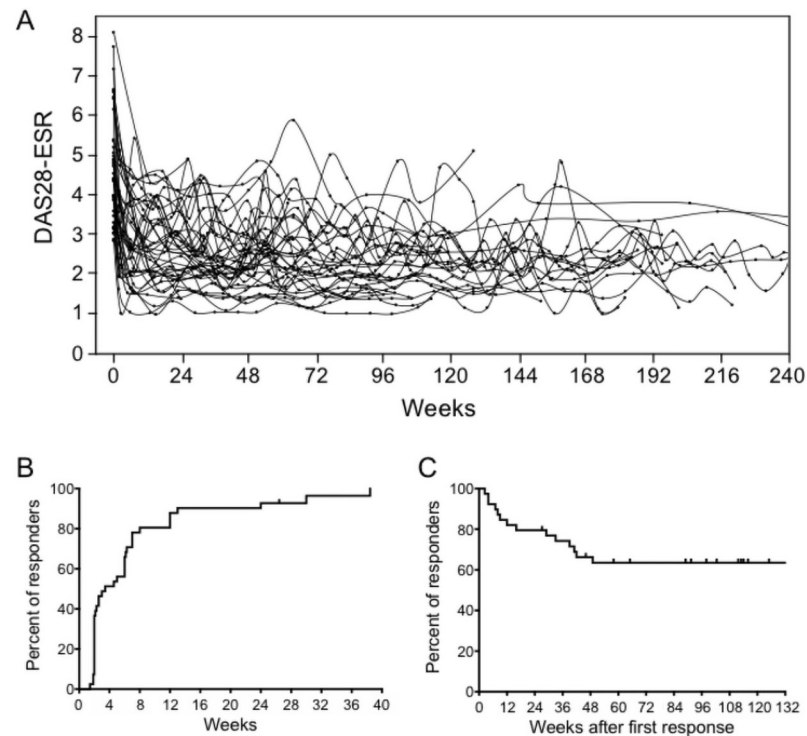 A
DAS28-ESR
8
7
6
5
4
3
2
1
0
0 24 48 72 96 120 144 168 192 216 240
Weeks
B
Percent of responders
100
80
60
40
20
0
0 4 8 12 16 20 24 28 32 36 40
Weeks
C
Percent of responders
100
80
60
40
20
0
0 12 24 36 48 60 72 84 96 108 120 132
Weeks after first response